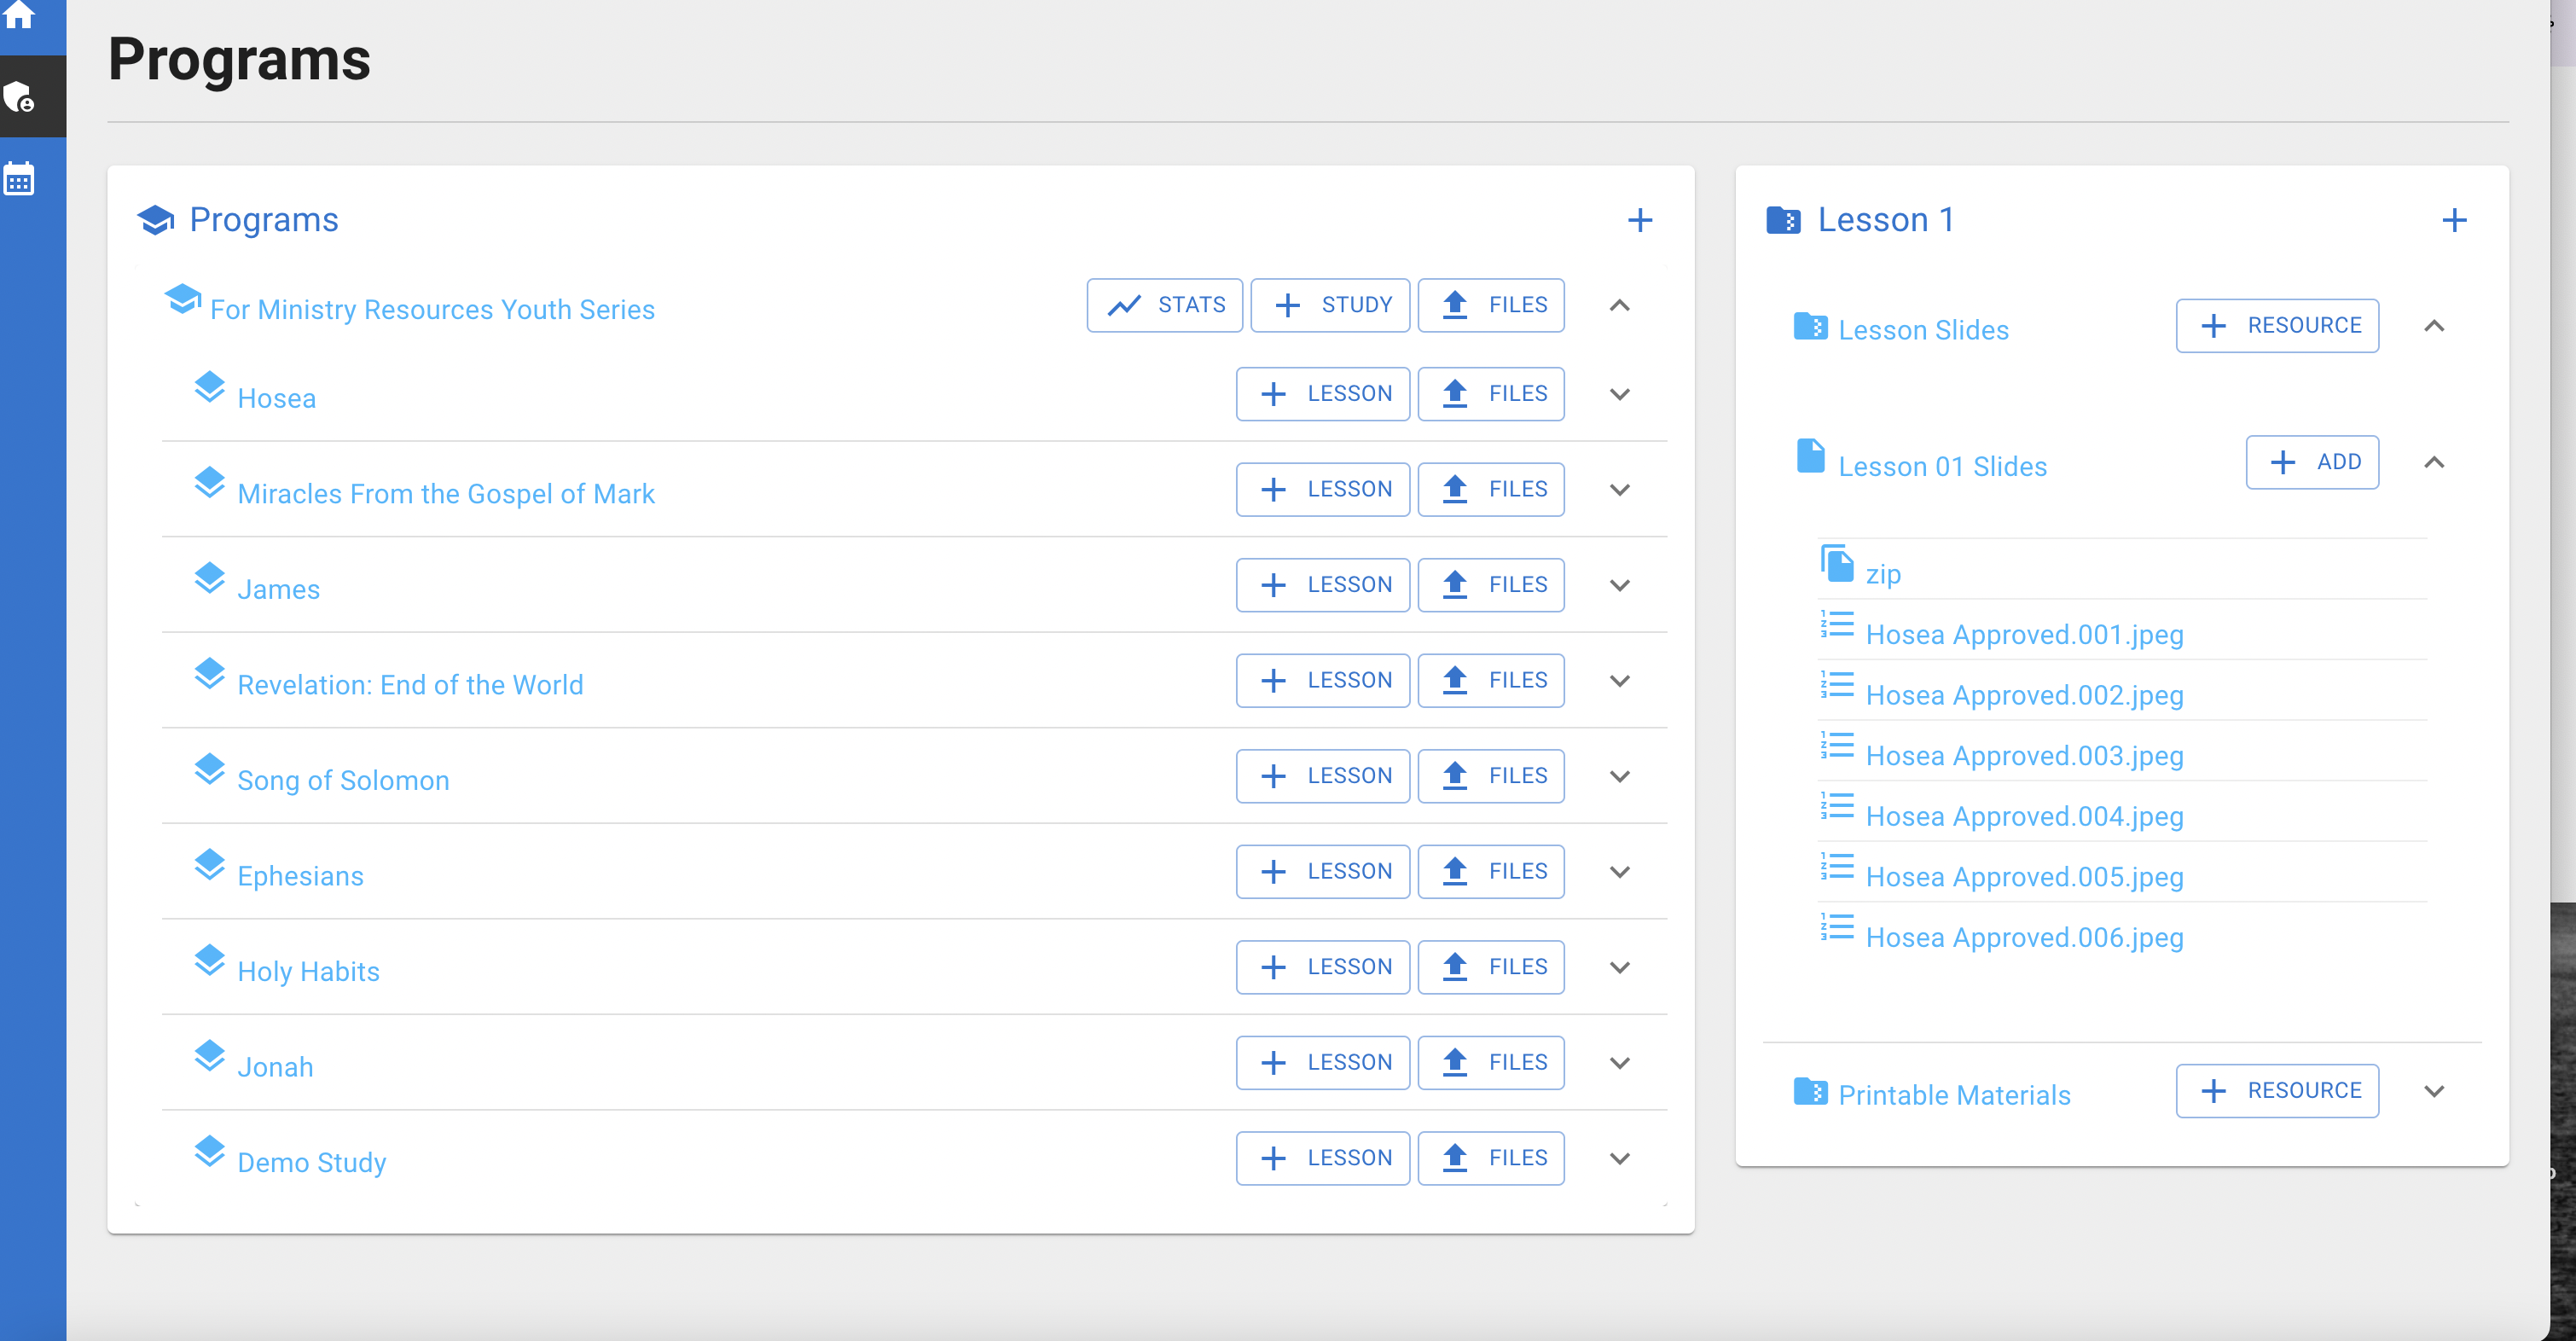 Programs
Programs
For Ministry Resources Youth Series STATS STUDY FILES
Hosea LESSON FILES
Miracles From the Gospel of Mark LESSON FILES
James LESSON FILES
Revelation: End of the World LESSON FILES
Song of Solomon LESSON FILES
Ephesians LESSON FILES
Holy Habits LESSON FILES
Jonah LESSON FILES
Demo Study LESSON FILES
Lesson 1
Lesson Slides RESOURCE
Lesson 01 Slides ADD
zip
Hosea Approved.001.jpeg
Hosea Approved.002.jpeg
Hosea Approved.003.jpeg
Hosea Approved.004.jpeg
Hosea Approved.005.jpeg
Hosea Approved.006.jpeg
Printable Materials RESOURCE